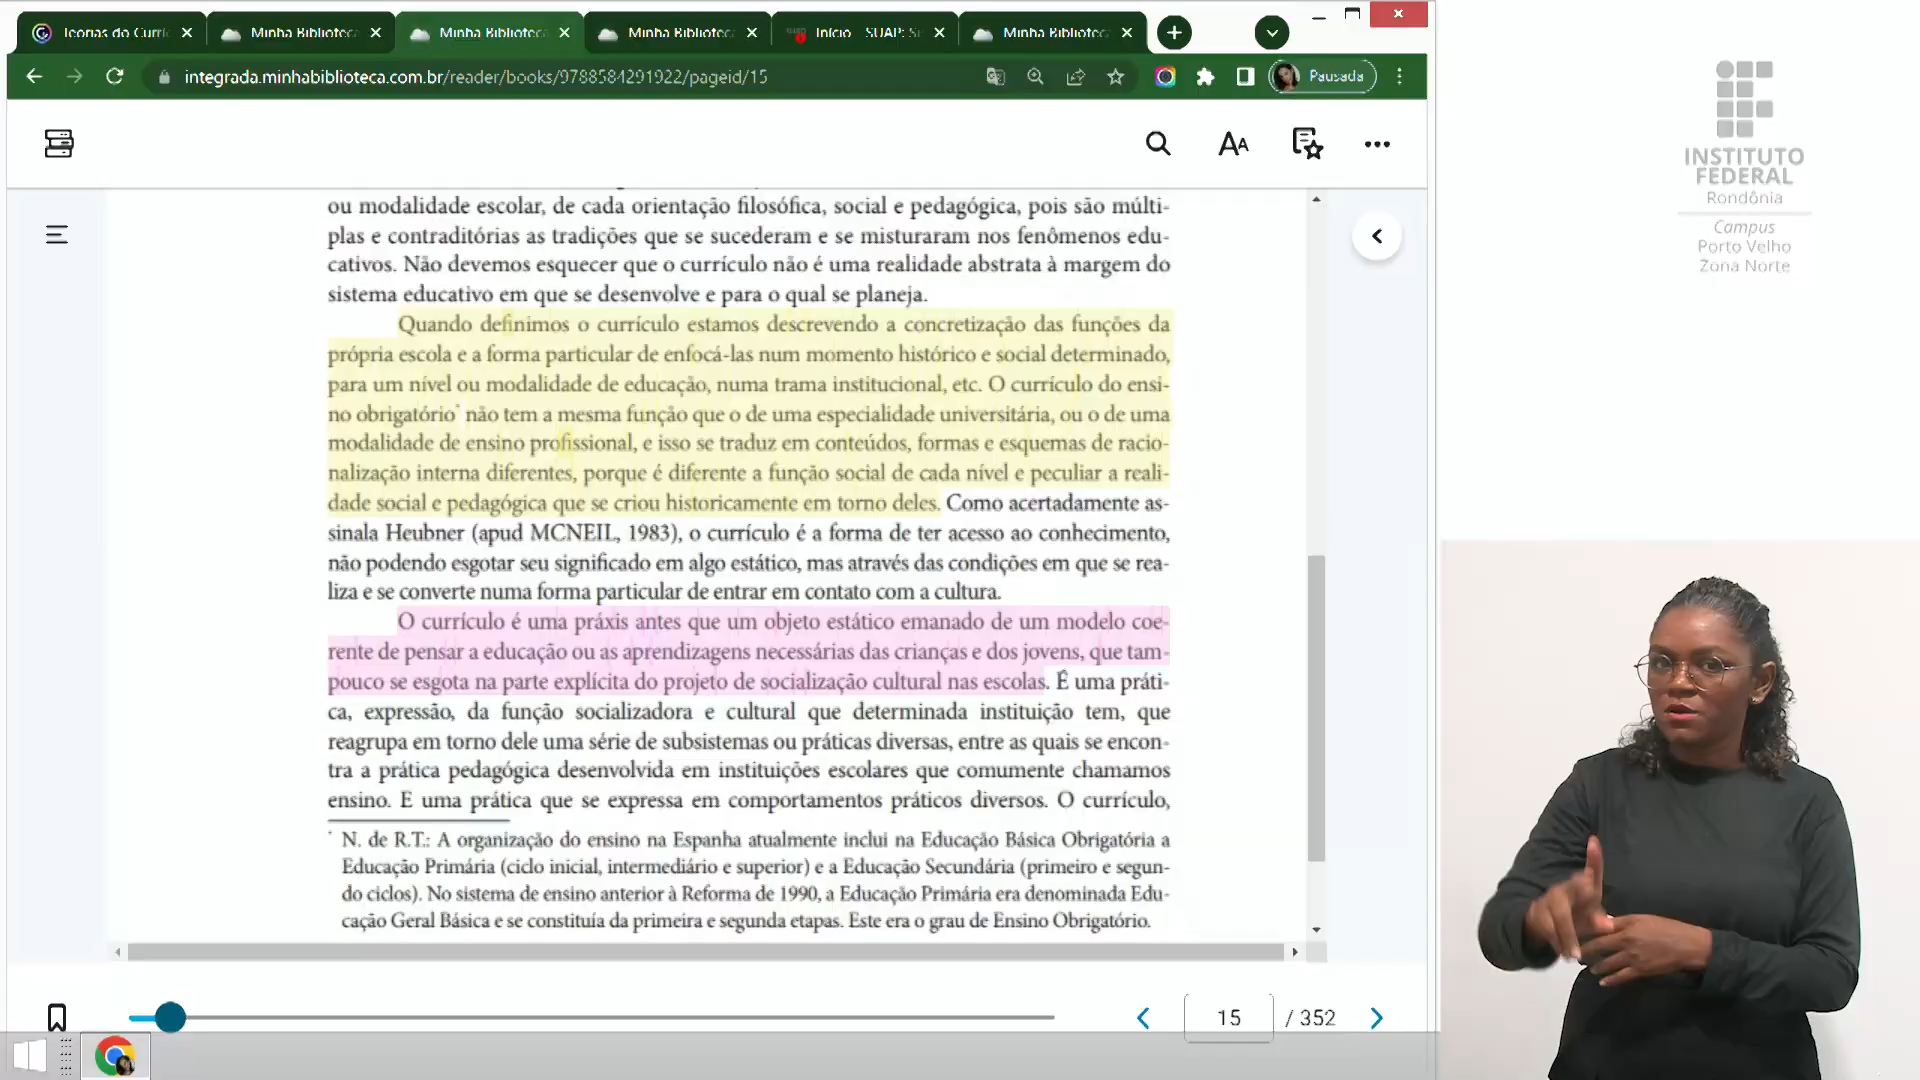 Teorias do Currí
Minha Biblioteca
Minha Biblioteca
Minha Biblioteca
Início SUAP: S
Minha Biblioteca
integrada.minhabiblioteca.com.br/reader/books/9788584291922/pageid/15
Pausada
INSTITUTO
FEDERAL
Rondônia
Campus
Porto Velho
Zona Norte
ou modalidade escolar, de cada orientação filosófica, social e pedagógica, pois são múlti-
plas e contraditórias as tradições que se sucederam e se misturaram nos fenômenos edu-
cativos. Não devemos esquecer que o currículo não é uma realidade abstrata à margem do
sistema educativo em que se desenvolve e para o qual se planeja.
Quando definimos o currículo estamos descrevendo a concretização das funções da
própria escola e a forma particular de enfocá-las num momento histórico e social determinado,
para um nível ou modalidade de educação, numa trama institucional, etc. O currículo do ensi-
no obrigatório* não tem a mesma função que o de uma especialidade universitária, ou o de uma
modalidade de ensino profissional, e isso se traduz em conteúdos, formas e esquemas de racio-
nalização interna diferentes, porque é diferente a função social de cada nível e peculiar a reali-
dade social e pedagógica que se criou historicamente em torno deles. Como acertadamente as-
sinala Heubner (apud MCNEIL, 1983), o currículo é a forma de ter acesso ao conhecimento,
não podendo esgotar seu significado em algo estático, mas através das condições em que se rea-
liza e se converte numa forma particular de entrar em contato com a cultura.
O currículo é uma práxis antes que um objeto estático emanado de um modelo coe-
rente de pensar a educação ou as aprendizagens necessárias das crianças e dos jovens, que tam-
pouco se esgota na parte explícita do projeto de socialização cultural nas escolas. É uma práti-
ca, expressão, da função socializadora e cultural que determinada instituição tem, que
reagrupa em torno dele uma série de subsistemas ou práticas diversas, entre as quais se encon-
tra a prática pedagógica desenvolvida em instituições escolares que comumente chamamos
ensino. E uma prática que se expressa em comportamentos práticos diversos. O currículo,
* N. de R.T.: A organização do ensino na Espanha atualmente inclui na Educação Básica Obrigatória a
Educação Primária (ciclo inicial, intermediário e superior) e a Educação Secundária (primeiro e segun-
do ciclos). No sistema de ensino anterior à Reforma de 1990, a Educação Primária era denominada Edu-
cação Geral Básica e se constituía da primeira e segunda etapas. Este era o grau de Ensino Obrigatório.
15 / 352